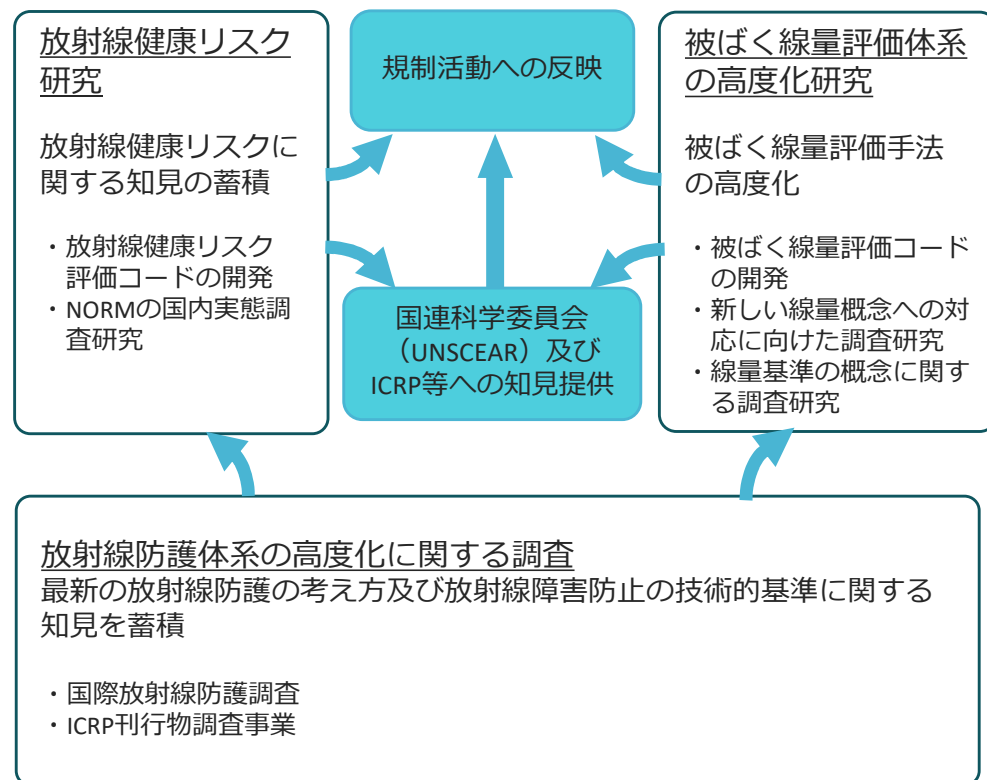 放射線健康リスク
研究
放射線健康リスクに
関する知見の蓄積
・放射線健康リスク
評価コードの開発
・NORMの国内実態調
査研究
規制活動への反映
国連科学委員会
（UNSCEAR）及び
ICRP等への知見提供
被ばく線量評価体系
の高度化研究
被ばく線量評価手法
の高度化
・被ばく線量評価コード
の開発
・新しい線量概念への対
応に向けた調査研究
・線量基準の概念に関す
る調査研究
放射線防護体系の高度化に関する調査
最新の放射線防護の考え方及び放射線障害防止の技術的基準に関する
知見を蓄積
・国際放射線防護調査
・ICRP刊行物調査事業